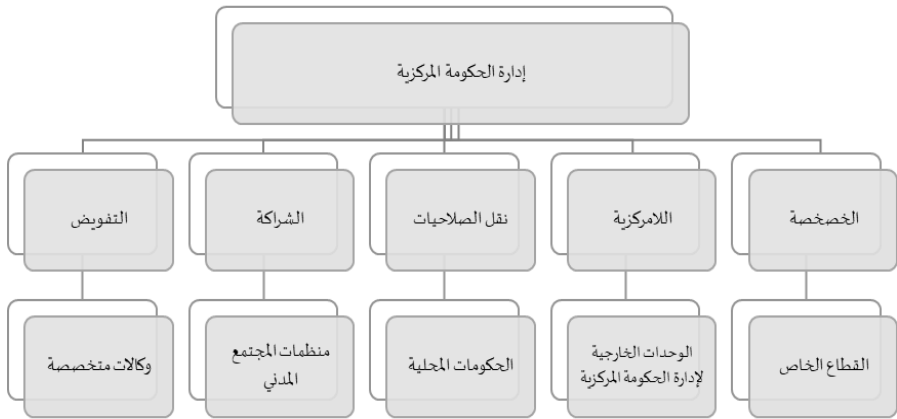 إدارة الحكومة المركزية
الخصخصة
اللامركزية
نقل الصلاحيات
الشراكة
التفويض
القطاع الخاص
الوحدات الخارجية
لإدارة الحكومة المركزية
الحكومات المحلية
منظمات المجتمع
المدني
وكالات متخصصة